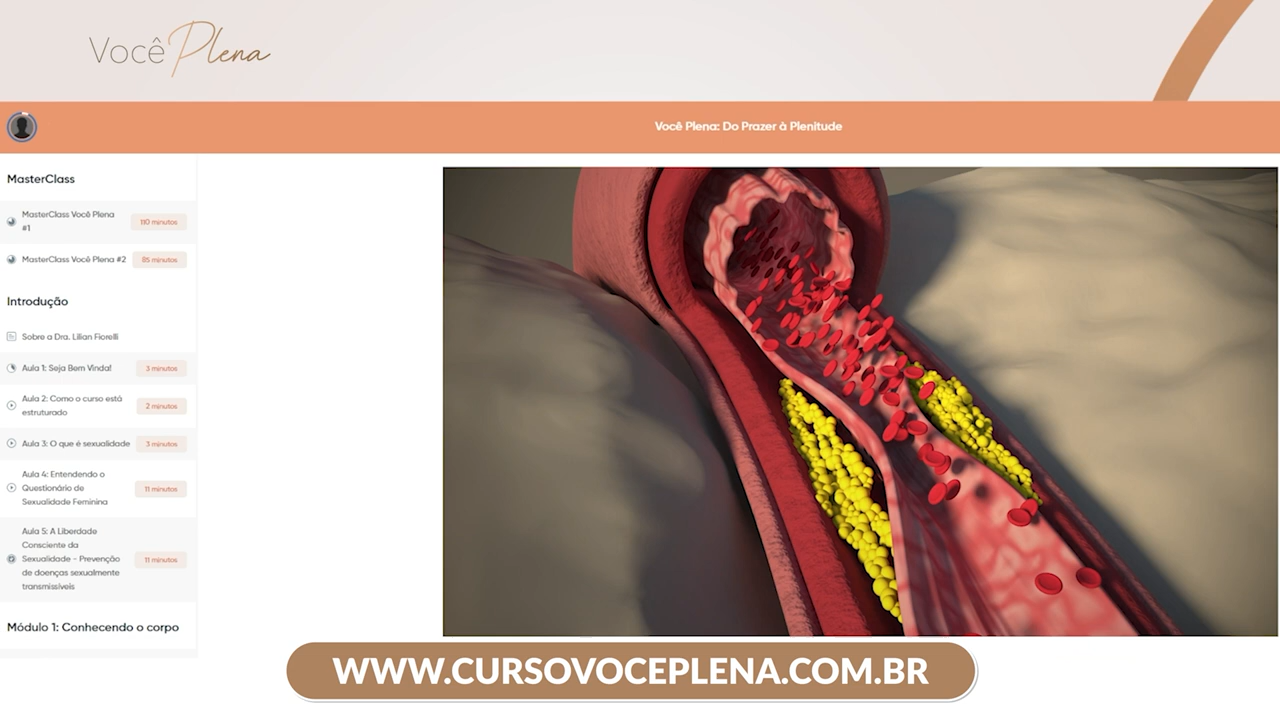 Você Plena
Você Plena: Do Prazer à Plenitude
MasterClass
MasterClass Você Plena
#1
110 minutos
MasterClass Você Plena #2
85 minutos
Introdução
Sobre a Dra. Lilian Fiorelli
Aula 1: Seja Bem Vinda!
3 minutos
Aula 2: Como o curso está
estruturado
2 minutos
Aula 3: O que é sexualidade
3 minutos
Aula 4: Entendendo o
Questionário de
Sexualidade Feminina
11 minutos
Aula 5: A Liberdade
Consciente da
Sexualidade - Prevenção
de doenças sexualmente
transmissíveis
11 minutos
Módulo 1: Conhecendo o corpo
WWW.CURSOVOCEPLENA.COM.BR